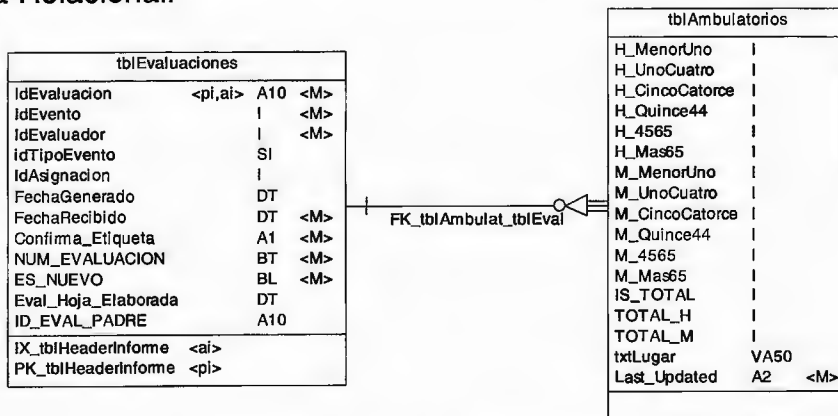 tblEvaluaciones
IdEvaluacion <pi,ai> A10 <M>
IdEvento I <M>
IdEvaluador I <M>
idTipoEvento SI
IdAsignacion I
FechaGenerado DT
FechaRecibido DT <M>
Confirma_Etiqueta A1 <M>
NUM_EVALUACION BT <M>
ES_NUEVO BL <M>
Eval_Hoja_Elaborada DT
ID_EVAL_PADRE A10
IX_tblHeaderInforme <ai>
PK_tblHeaderInforme <pi>
FK_tblAmbulat_tblEval
tblAmbulatorios
H_MenorUno I
H_UnoCuatro I
H_CincoCatorce I
H_Quince44 I
H_4565 I
H_Mas65 I
M_MenorUno I
M_UnoCuatro I
M_CincoCatorce I
M_Quince44 I
M_4565 I
M_Mas65 I
IS_TOTAL I
TOTAL_H I
TOTAL_M I
txtLugar VA50
Last_Updated A2 <M>